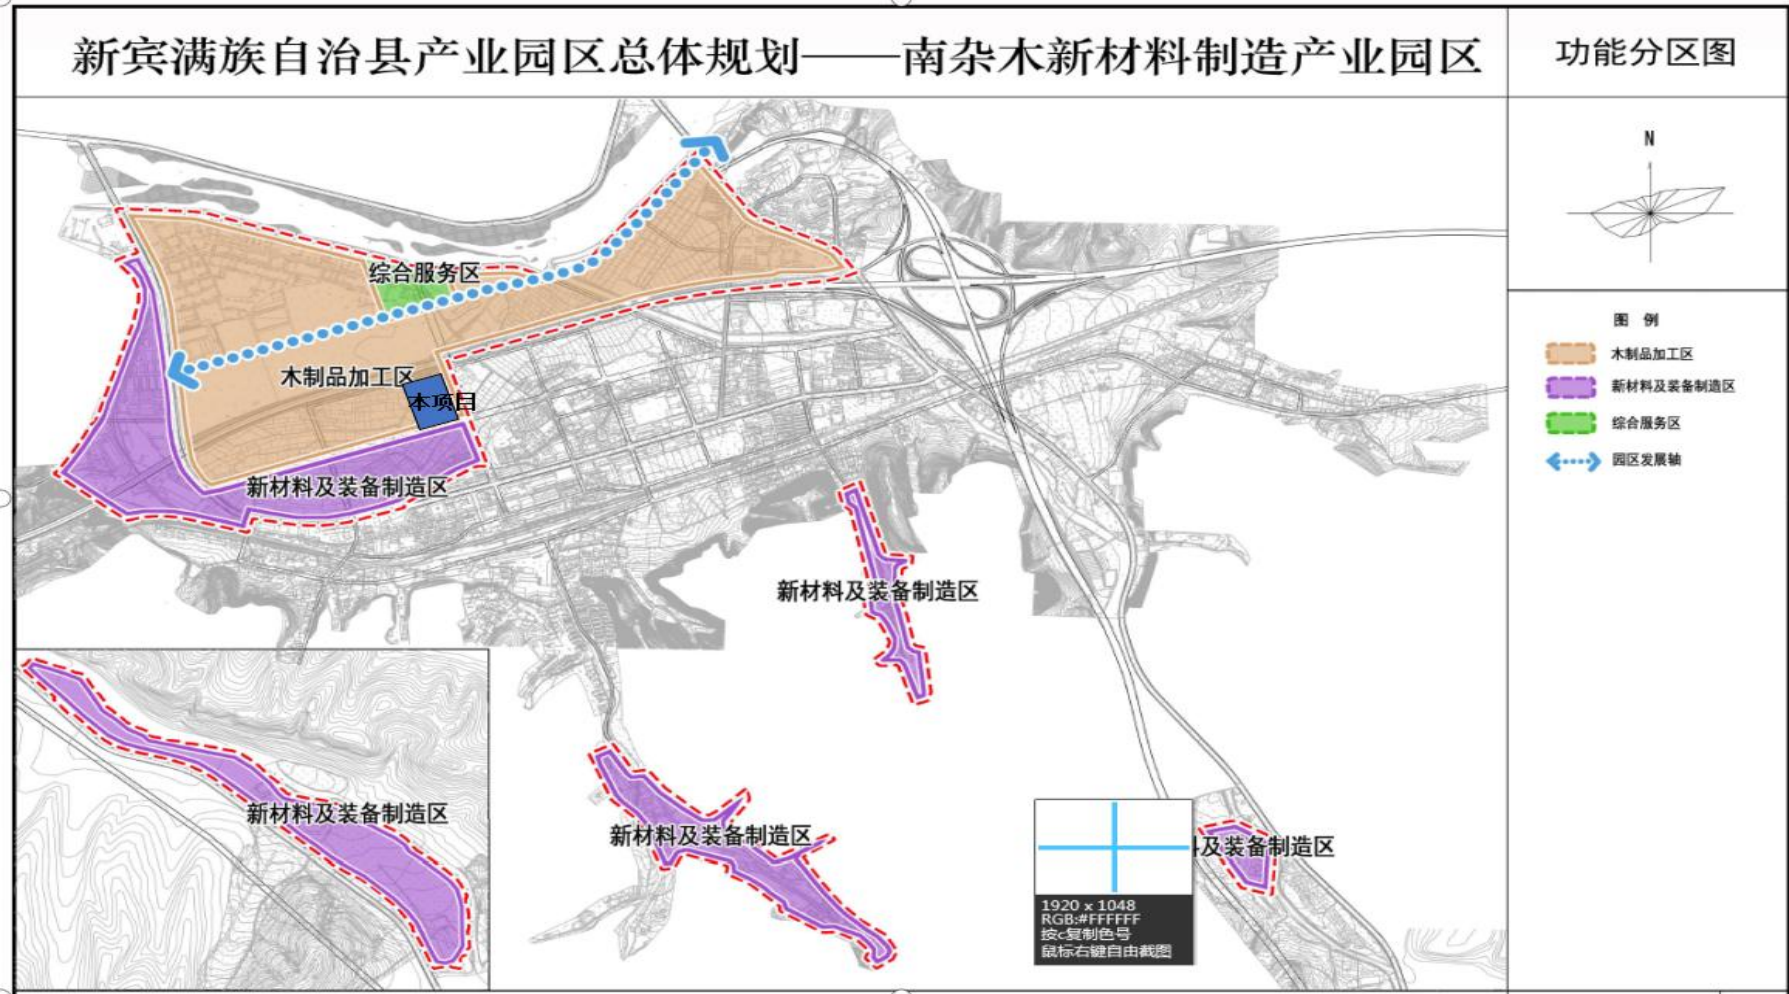 新宾满族自治县产业园区总体规划——南杂木新材料制造产业园区
功能分区图
N
图 例
木制品加工区
新材料及装备制造区
综合服务区
园区发展轴
综合服务区
木制品加工区
本项目
新材料及装备制造区
新材料及装备制造区
新材料及装备制造区
新材料及装备制造区
及装备制造区
1920 x 1048
RGB:#FFFFFF
按c复制色号
鼠标右键自由截图